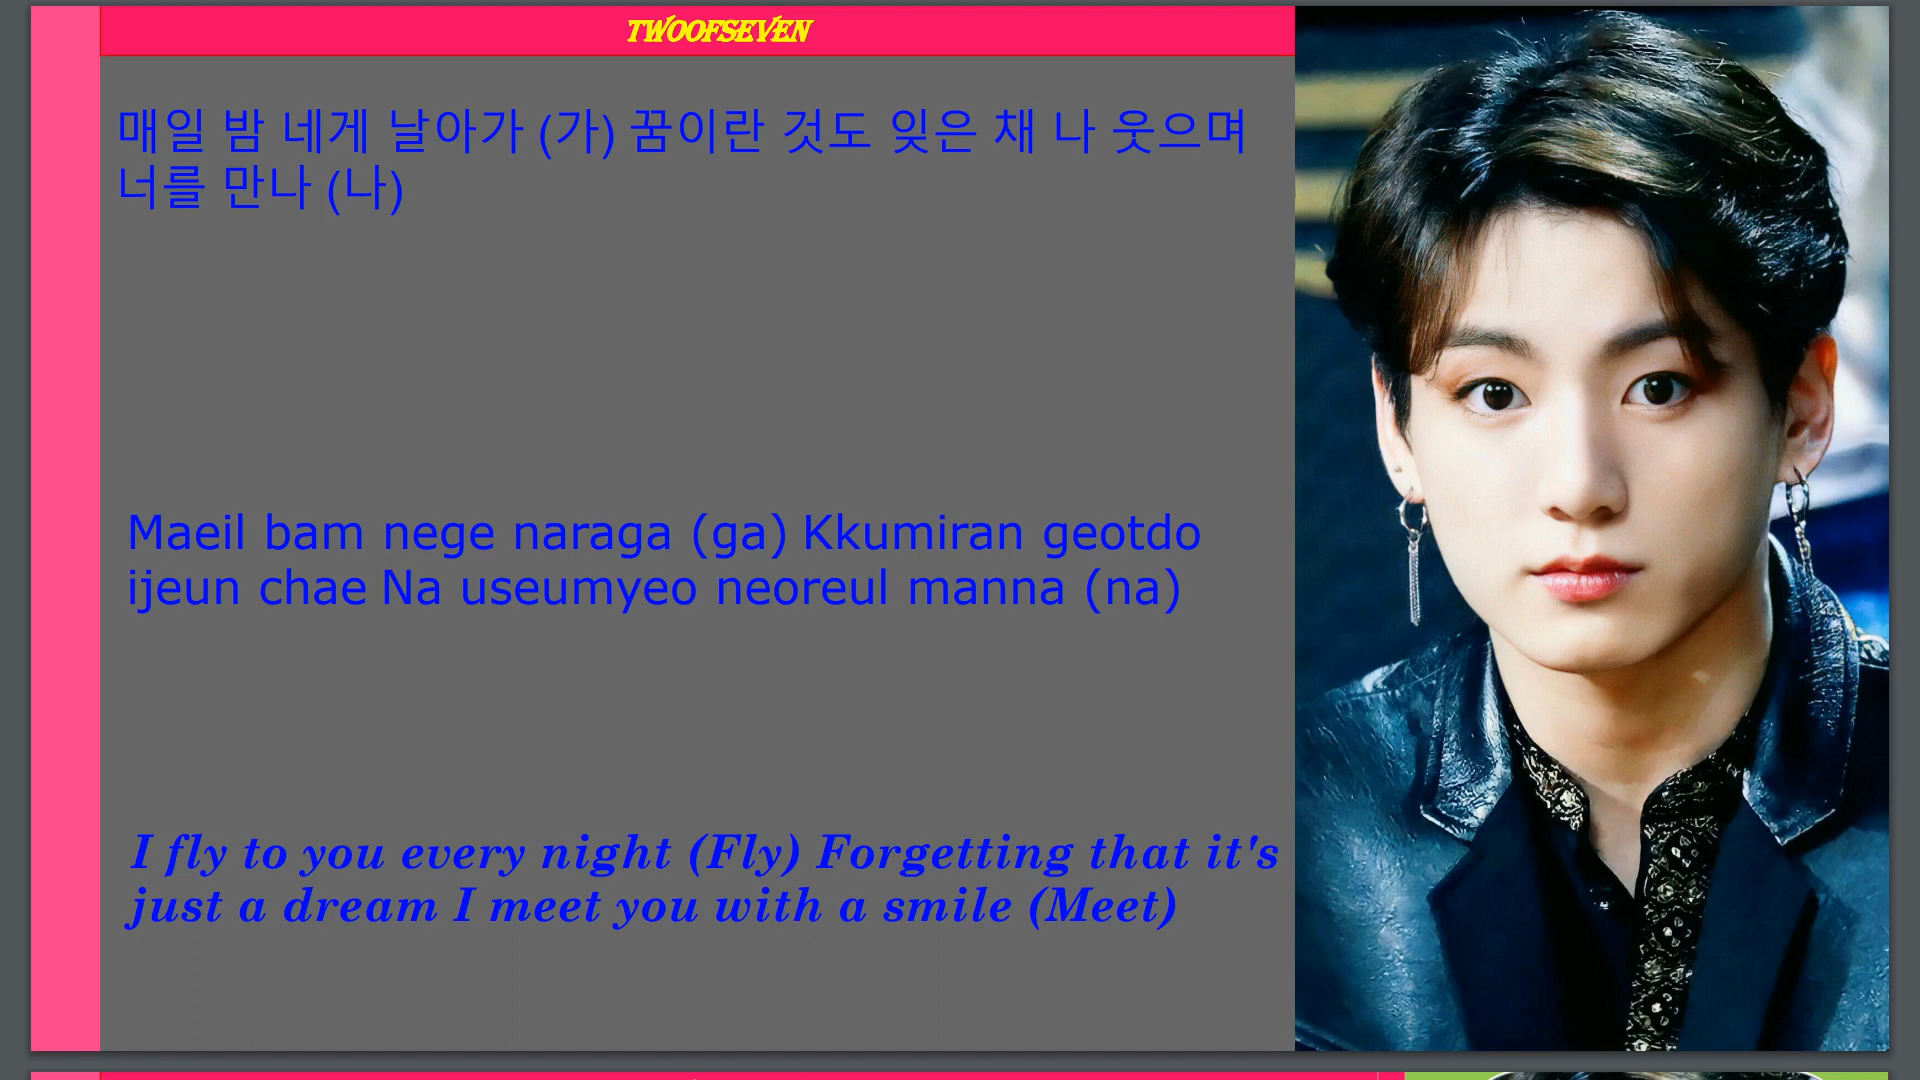 TWOOFSEVEN
매일 밤 네게 날아가 (가) 꿈이란 것도 잊은 채 나 웃으며
너를 만나 (나)
Maeil bam nege naraga (ga) Kkumiran geotdo
ijeun chae Na useumyeo neoreul manna (na)
I fly to you every night (Fly) Forgetting that it's
just a dream I meet you with a smile (Meet)